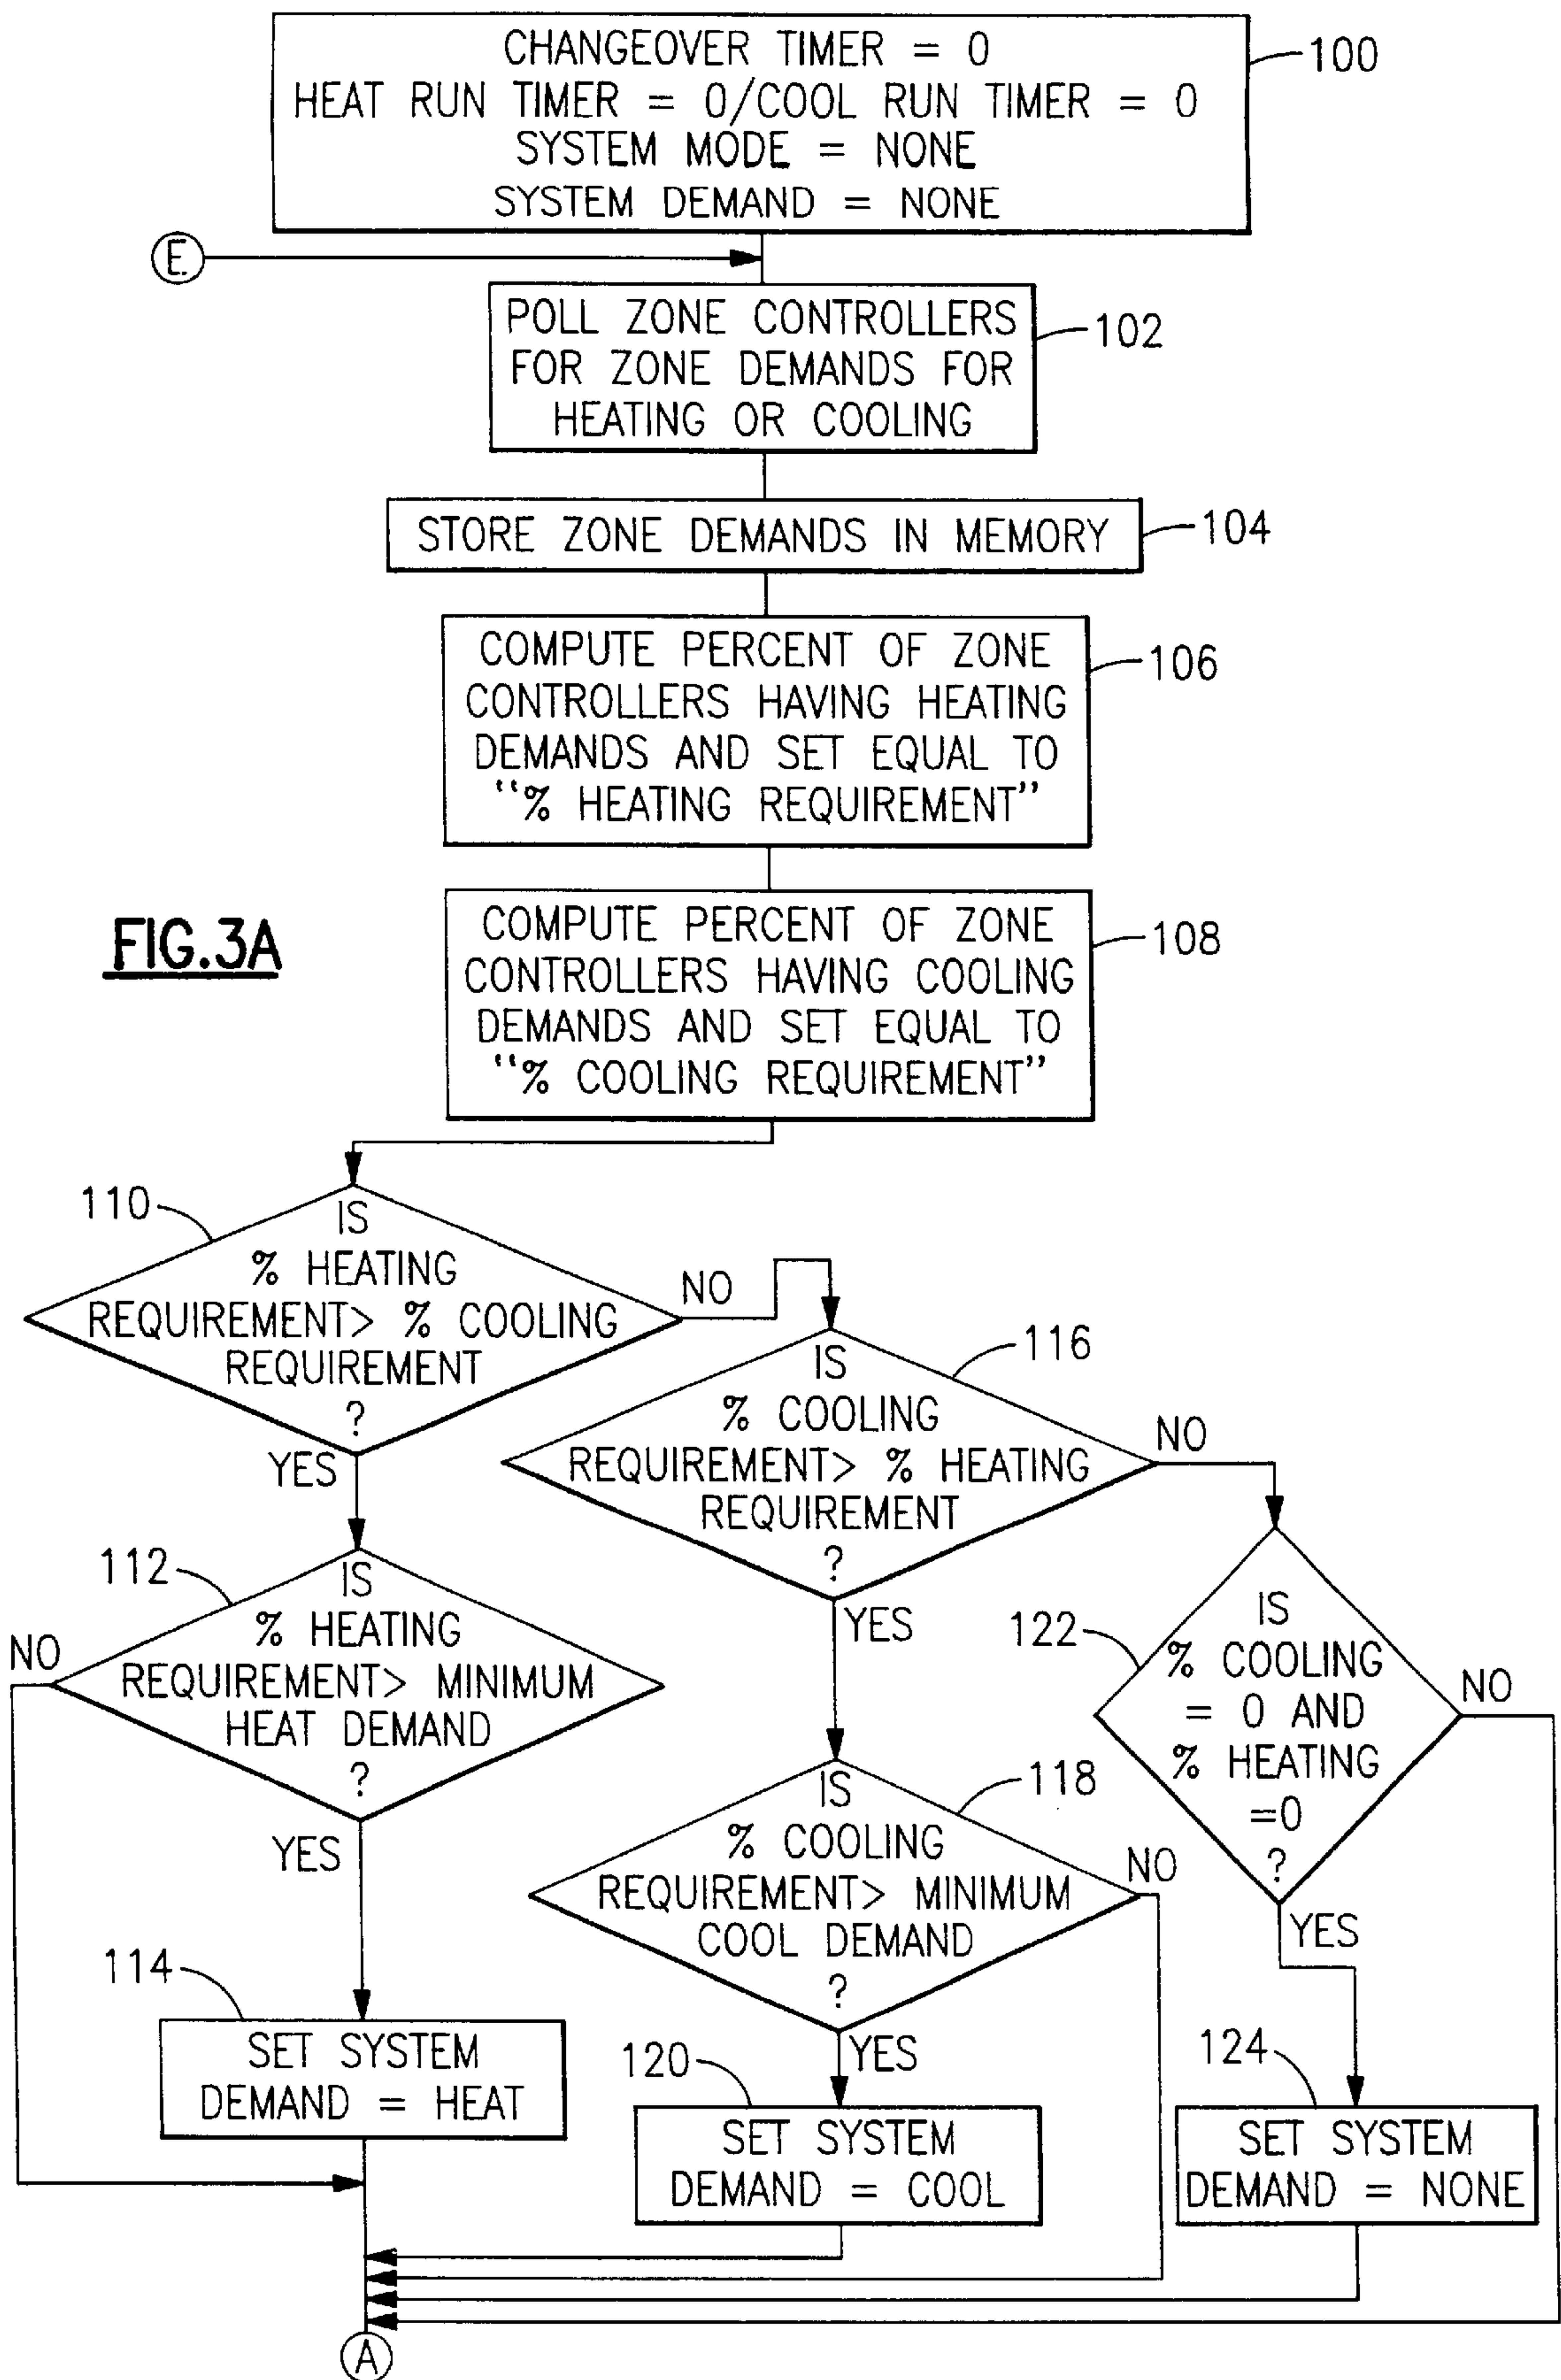 CHANGEOVER TIMER = 0
HEAT RUN TIMER = 0/COOL RUN TIMER = 0
SYSTEM MODE = NONE
SYSTEM DEMAND = NONE
100
E
POLL ZONE CONTROLLERS
FOR ZONE DEMANDS FOR
HEATING OR COOLING
102
STORE ZONE DEMANDS IN MEMORY
104
COMPUTE PERCENT OF ZONE
CONTROLLERS HAVING HEATING
DEMANDS AND SET EQUAL TO
"% HEATING REQUIREMENT"
106
FIG.3A
COMPUTE PERCENT OF ZONE
CONTROLLERS HAVING COOLING
DEMANDS AND SET EQUAL TO
"% COOLING REQUIREMENT"
108
110
IS
% HEATING
REQUIREMENT> % COOLING
REQUIREMENT
?
NO
YES
116
IS
% COOLING
REQUIREMENT> % HEATING
REQUIREMENT
?
NO
YES
112
IS
% HEATING
REQUIREMENT> MINIMUM
HEAT DEMAND
?
NO
YES
122
IS
% COOLING
= 0 AND
% HEATING
=0
?
NO
YES
118
IS
% COOLING
REQUIREMENT> MINIMUM
COOL DEMAND
?
NO
YES
114
SET SYSTEM
DEMAND = HEAT
120
SET SYSTEM
DEMAND = COOL
124
SET SYSTEM
DEMAND = NONE
A